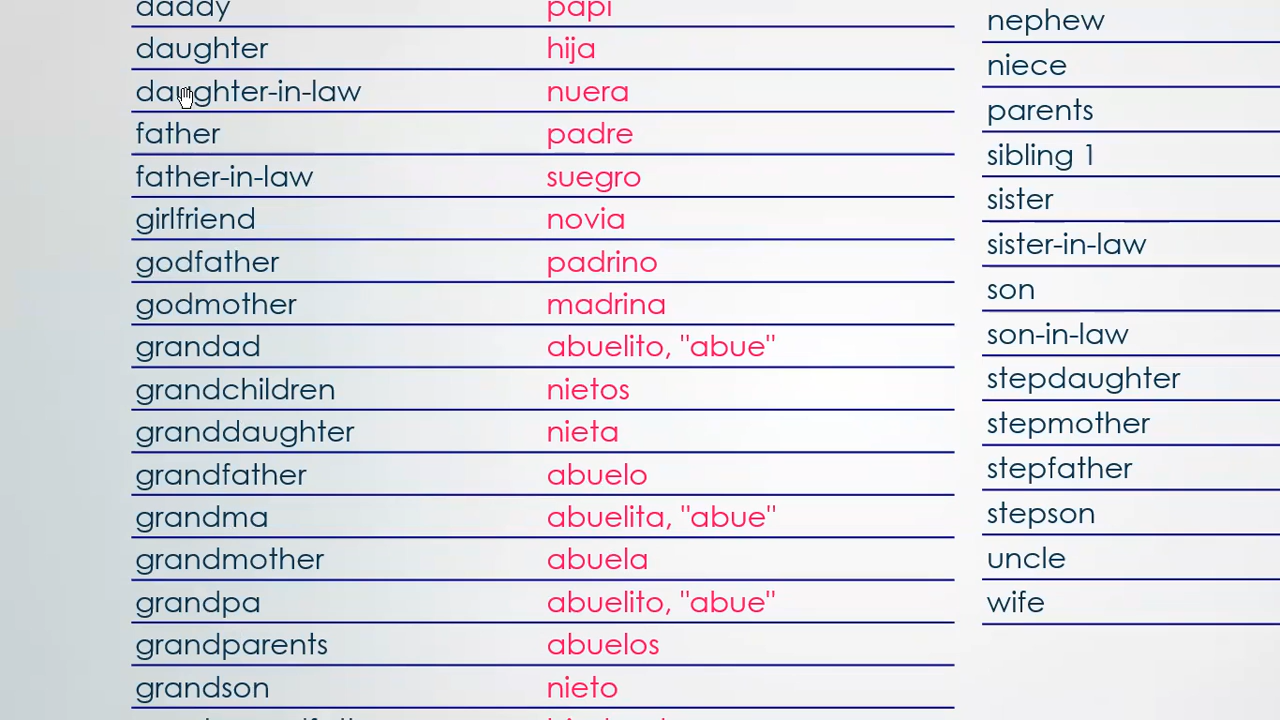 daddy papi
daughter hija
daughter-in-law nuera
father padre
father-in-law suegro
girlfriend novia
godfather padrino
godmother madrina
grandad abuelito, "abue"
grandchildren nietos
granddaughter nieta
grandfather abuelo
grandma abuelita, "abue"
grandmother abuela
grandpa abuelito, "abue"
grandparents abuelos
grandson nieto
nephew
niece
parents
sibling 1
sister
sister-in-law
son
son-in-law
stepdaughter
stepmother
stepfather
stepson
uncle
wife